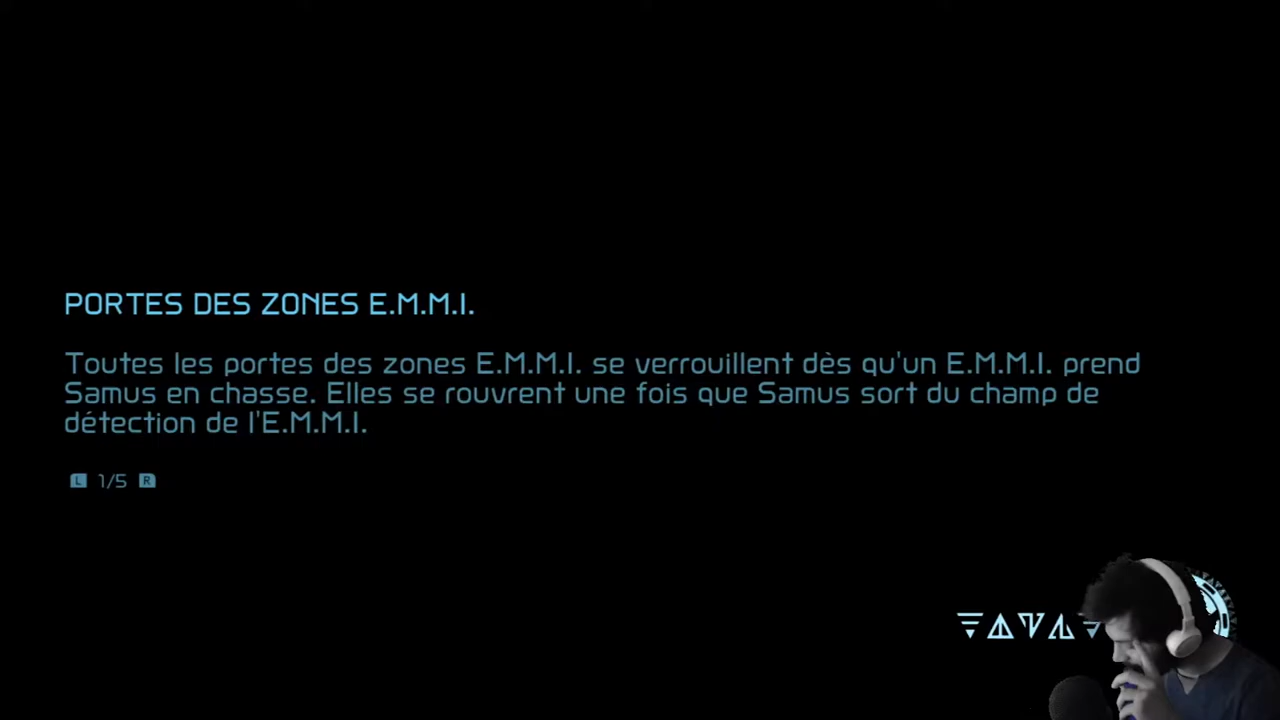 PORTES DES ZONES E.M.M.I.
Toutes les portes des zones E.M.M.I. se verrouillent dès qu'un E.M.M.I. prend
Samus en chasse. Elles se rouvrent une fois que Samus sort du champ de
détection de l'E.M.M.I.
L 1/5 R